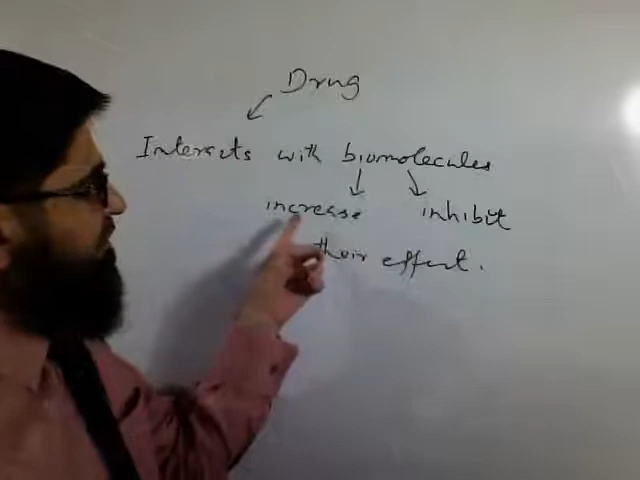 Drug
Interacts with biomolecules
increase inhibit
their effect.